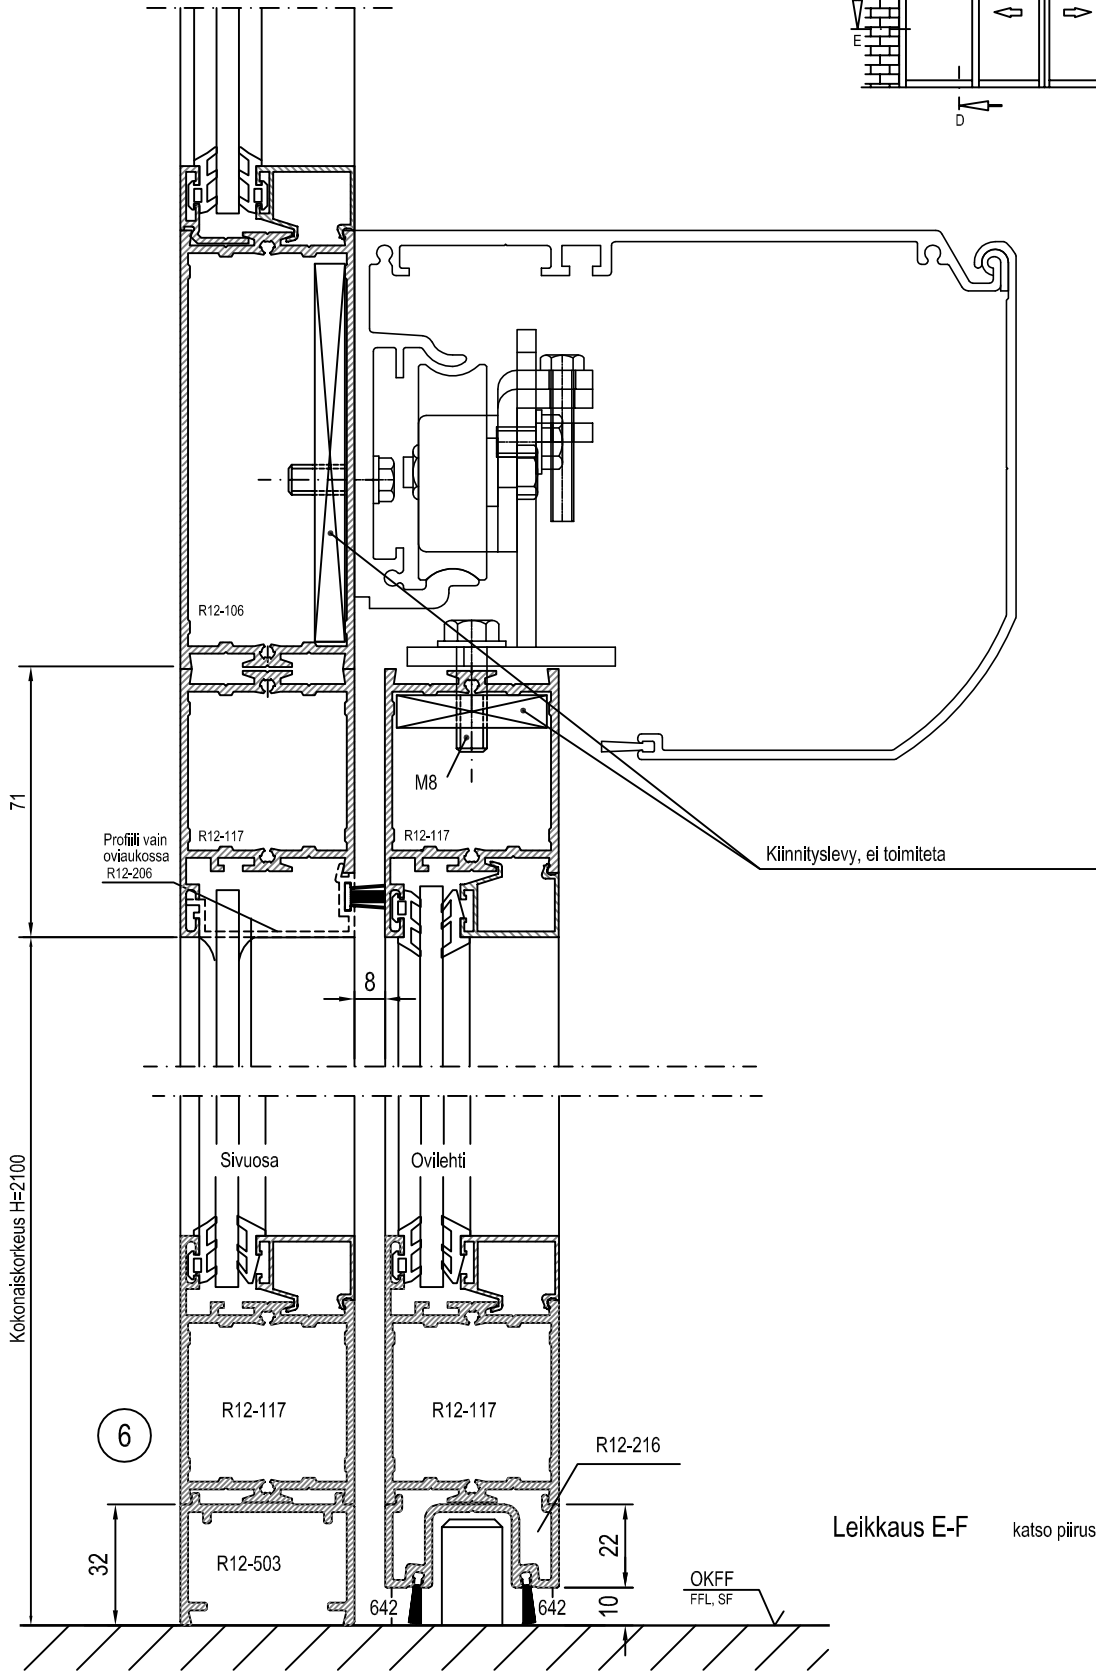 E
D
R12-106
71
M8
R12-117
R12-117
Profiili vain
oviaukossa
R12-206
Kiinnityslevy, ei toimiteta
8
Kokonaiskorkeus H=2100
Sivuosa
Ovilehti
R12-117
R12-117
6
R12-216
32
R12-503
22
Leikkaus E-F katso piirus
642
642
10
OKFF
FFL, SF